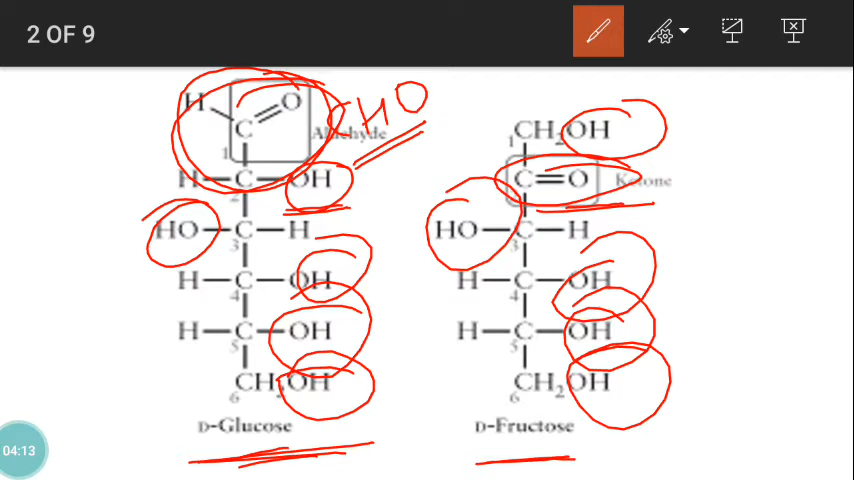 2 OF 9
H O
C
CHO
Aldehyde
1
H—C—OH
2
HO—C—H
3
H—C—OH
4
H—C—OH
5
CH2OH
6
D-Glucose
CH2OH
1
C=O
Ketone
HO—C—H
3
H—C—OH
4
H—C—OH
5
CH2OH
6
D-Fructose
04:13